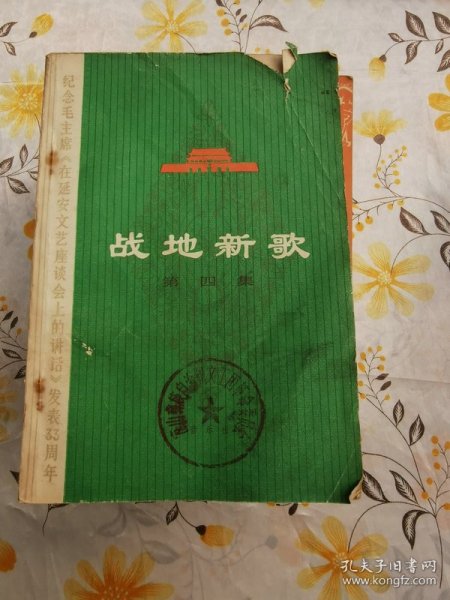 纪念毛主席《在延安文艺座谈会上的讲话》发表33周年
战地新歌
第四集
孔夫子旧书网
www.kongfz.com